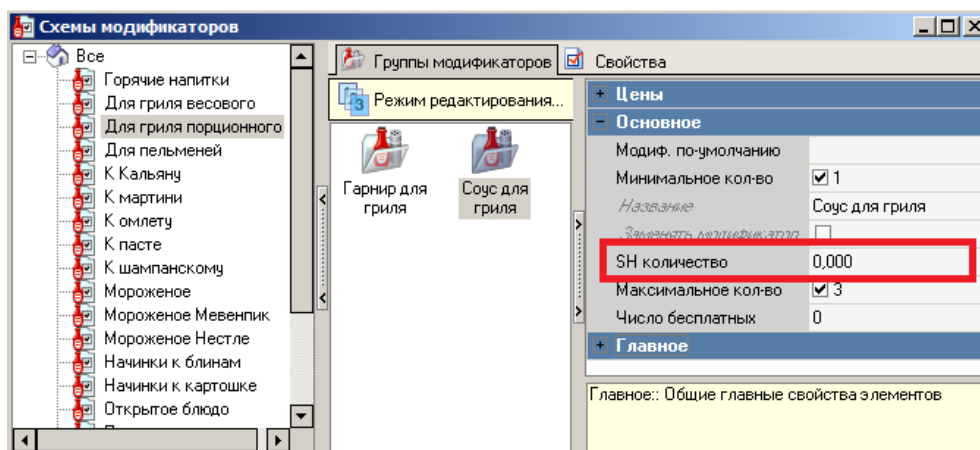 Схемы модификаторов
Все
Горячие напитки
Для гриля весового
Для гриля порционного
Для пельменей
К Кальяну
К мартини
К омлету
К пасте
К шампанскому
Мороженое
Мороженое Мевенпик
Мороженое Нестле
Начинки к блинам
Начинки к картошке
Открытое блюдо
Группы модификаторов
Свойства
Режим редактирования...
Гарнир для гриля
Соус для гриля
Цены
Основное
Модиф. по-умолчанию
Минимальное кол-во 1
Название Соус для гриля
Заменять модификатор
SH количество 0,000
Максимальное кол-во 3
Число бесплатных 0
Главное
Главное:: Общие главные свойства элементов